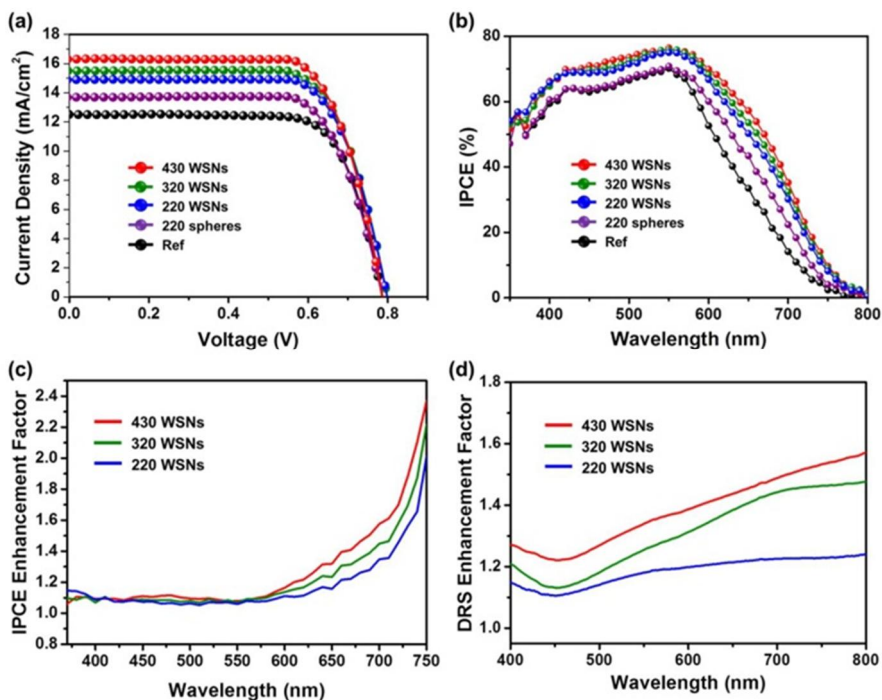 (a)
18
16
14
12
10
8
6
4
2
0
0.0 0.2 0.4 0.6 0.8
Current Density (mA/cm²)
Voltage (V)
430 WSNs
320 WSNs
220 WSNs
220 spheres
Ref
(b)
80
60
40
20
0
400 500 600 700 800
IPCE (%)
Wavelength (nm)
430 WSNs
320 WSNs
220 WSNs
220 spheres
Ref
(c)
2.4
2.2
2.0
1.8
1.6
1.4
1.2
1.0
0.8
400 450 500 550 600 650 700 750
IPCE Enhancement Factor
Wavelength (nm)
430 WSNs
320 WSNs
220 WSNs
(d)
1.8
1.6
1.4
1.2
1.0
400 500 600 700 800
DRS Enhancement Factor
Wavelength (nm)
430 WSNs
320 WSNs
220 WSNs